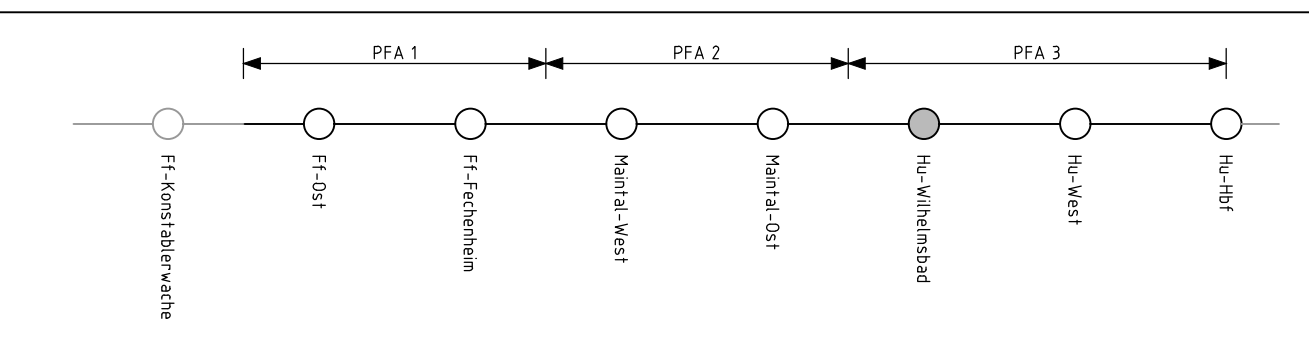 PFA 1
PFA 2
PFA 3
Ff-Konstablerwache
Ff-Ost
Ff-Fechenheim
Maintal-West
Maintal-Ost
Hu-Wilhelmsbad
Hu-West
Hu-Hbf